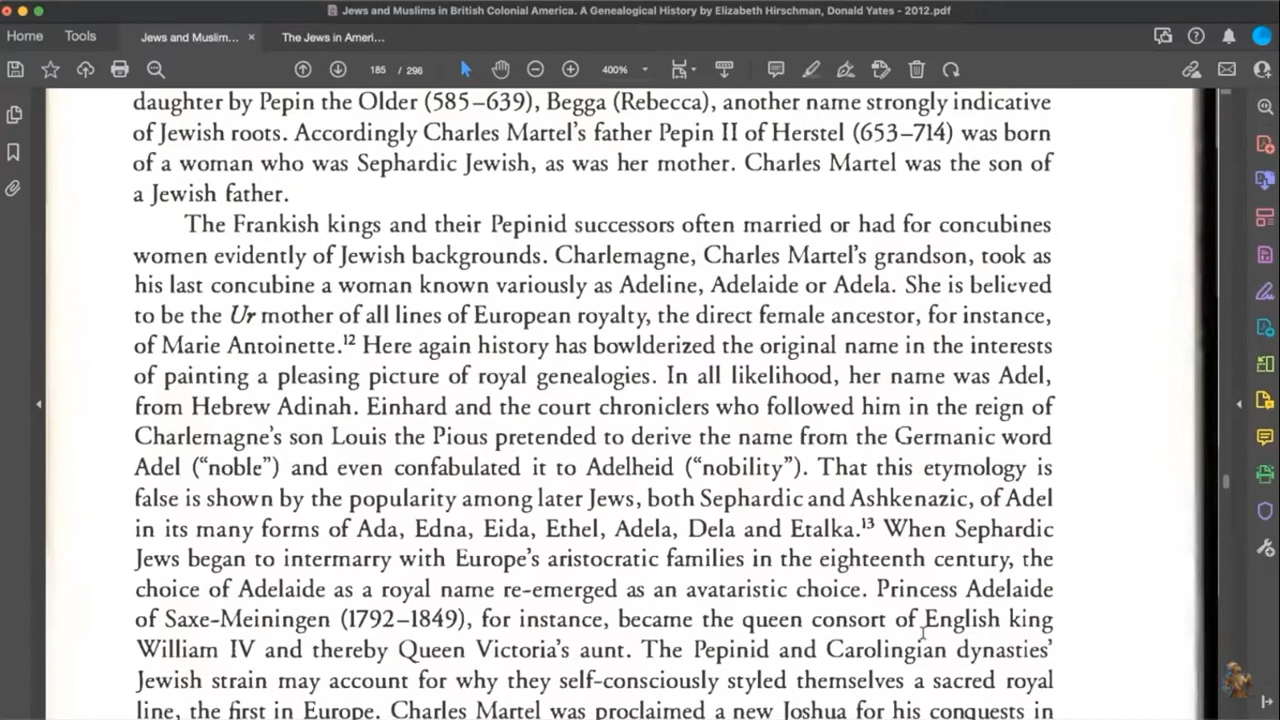 Jews and Muslims in British Colonial America. A Genealogical History by Elizabeth Hirschman, Donald Yates - 2012.pdf
Home Tools Jews and Muslim... × The Jews in Ameri...
185 / 296 400%
daughter by Pepin the Older (585–639), Begga (Rebecca), another name strongly indicative
of Jewish roots. Accordingly Charles Martel's father Pepin II of Herstel (653–714) was born
of a woman who was Sephardic Jewish, as was her mother. Charles Martel was the son of
a Jewish father.
The Frankish kings and their Pepinid successors often married or had for concubines
women evidently of Jewish backgrounds. Charlemagne, Charles Martel's grandson, took as
his last concubine a woman known variously as Adeline, Adelaide or Adela. She is believed
to be the Ur mother of all lines of European royalty, the direct female ancestor, for instance,
of Marie Antoinette.¹² Here again history has bowlderized the original name in the interests
of painting a pleasing picture of royal genealogies. In all likelihood, her name was Adel,
from Hebrew Adinah. Einhard and the court chroniclers who followed him in the reign of
Charlemagne's son Louis the Pious pretended to derive the name from the Germanic word
Adel ("noble") and even confabulated it to Adelheid ("nobility"). That this etymology is
false is shown by the popularity among later Jews, both Sephardic and Ashkenazic, of Adel
in its many forms of Ada, Edna, Eida, Ethel, Adela, Dela and Etalka.¹³ When Sephardic
Jews began to intermarry with Europe's aristocratic families in the eighteenth century, the
choice of Adelaide as a royal name re-emerged as an avataristic choice. Princess Adelaide
of Saxe-Meiningen (1792–1849), for instance, became the queen consort of English king
William IV and thereby Queen Victoria's aunt. The Pepinid and Carolingian dynasties'
Jewish strain may account for why they self-consciously styled themselves a sacred royal
line, the first in Europe. Charles Martel was proclaimed a new Joshua for his conquests in